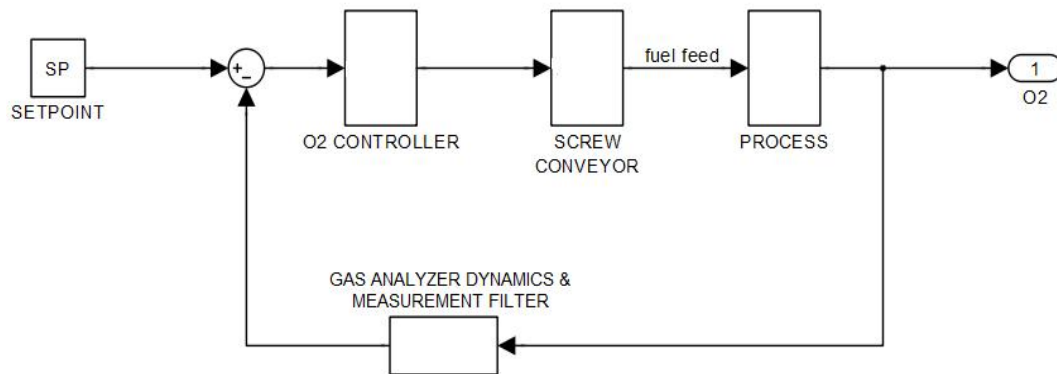 SP
SETPOINT
+
-
O2 CONTROLLER
SCREW
CONVEYOR
fuel feed
PROCESS
1
O2
GAS ANALYZER DYNAMICS &
MEASUREMENT FILTER